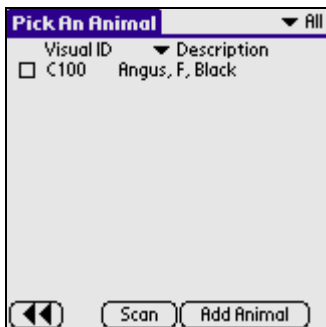 Pick An Animal All
Visual ID Description
C100 Angus, F, Black
Scan Add Animal